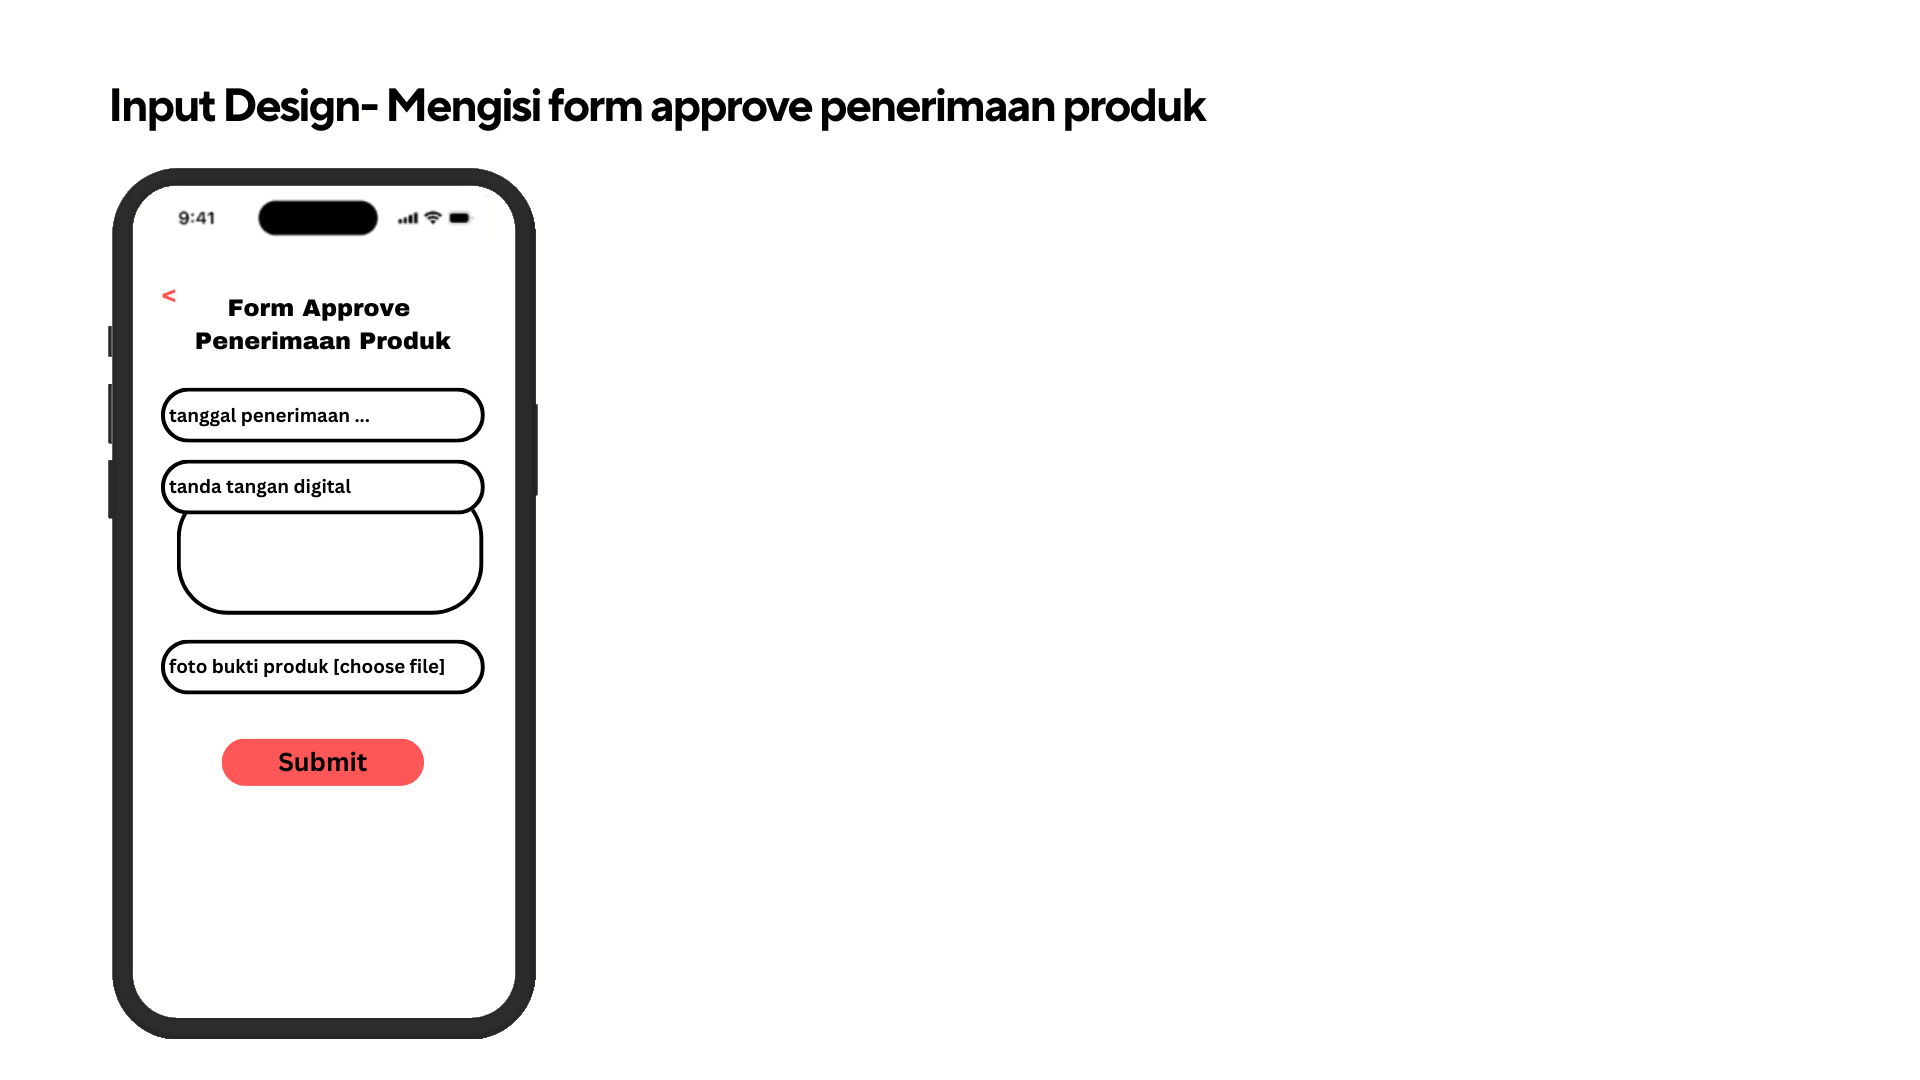 Input Design- Mengisi form approve penerimaan produk
9:41
<
Form Approve
Penerimaan Produk
tanggal penerimaan ...
tanda tangan digital
foto bukti produk [choose file]
Submit